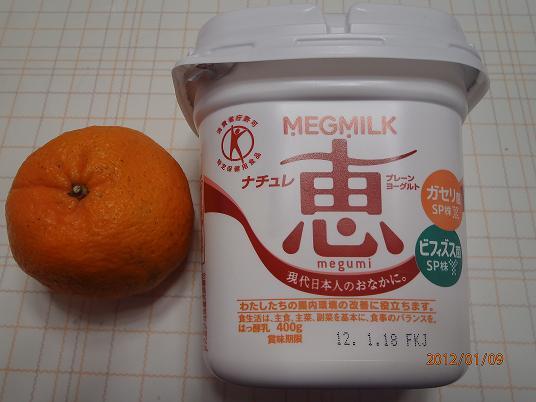 消費者庁許可
特定保健用食品
MEGMILK
ナチュレ
プレーン
ヨーグルト
恵
megumi
ガセリ菌
SP株
ビフィズス菌
SP株
現代日本人のおなかに。
わたしたちの腸内環境の改善に役立ちます。
食生活は、主食、主菜、副菜を基本に、食事のバランスを。
はっ酵乳 400g
賞味期限
12. 1.18 FKJ
2012/01/09